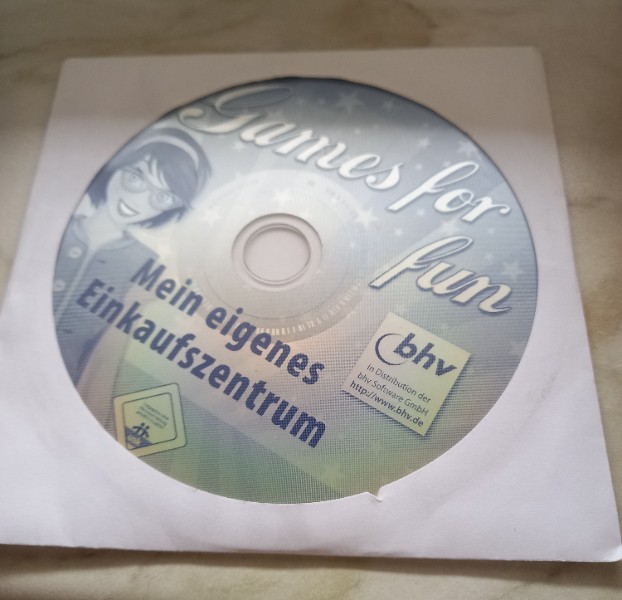 Games for
fun
Mein eigenes
Einkaufszentrum
bhv
In Distribution der
bhv Software GmbH
http://www.bhv.de